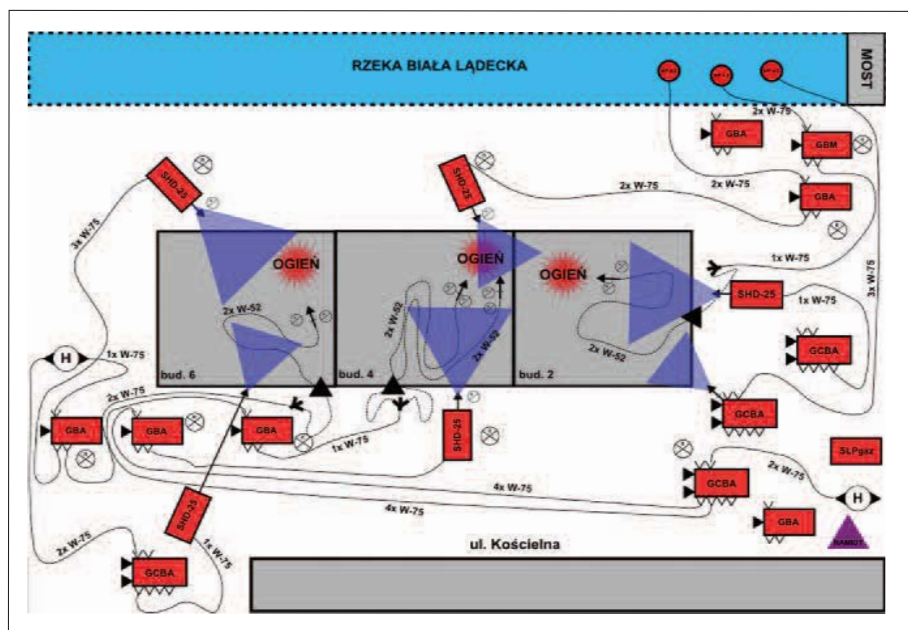 RZEKA BIAŁA LĄDECKA
MOST
2x W-75
GBA
GBM
SHD-25
SHD-25
2x W-75
2x W-75
GBA
3x W-75
OGIEŃ
OGIEŃ
OGIEŃ
1x W-75
3x W-75
SHD-25
1x W-75
2x W-52
2x W-52
2x W-52
2x W-52
GCBA
H
1x W-75
bud. 6
bud. 4
bud. 2
2x W-75
GCBA
GBA
GBA
GBA
1x W-75
SHD-25
SLPgaz
4x W-75
4x W-75
GCBA
2x W-75
H
SHD-25
GBA
NAMIOT
ul. Kościelna
2x W-75
1x W-75
GCBA